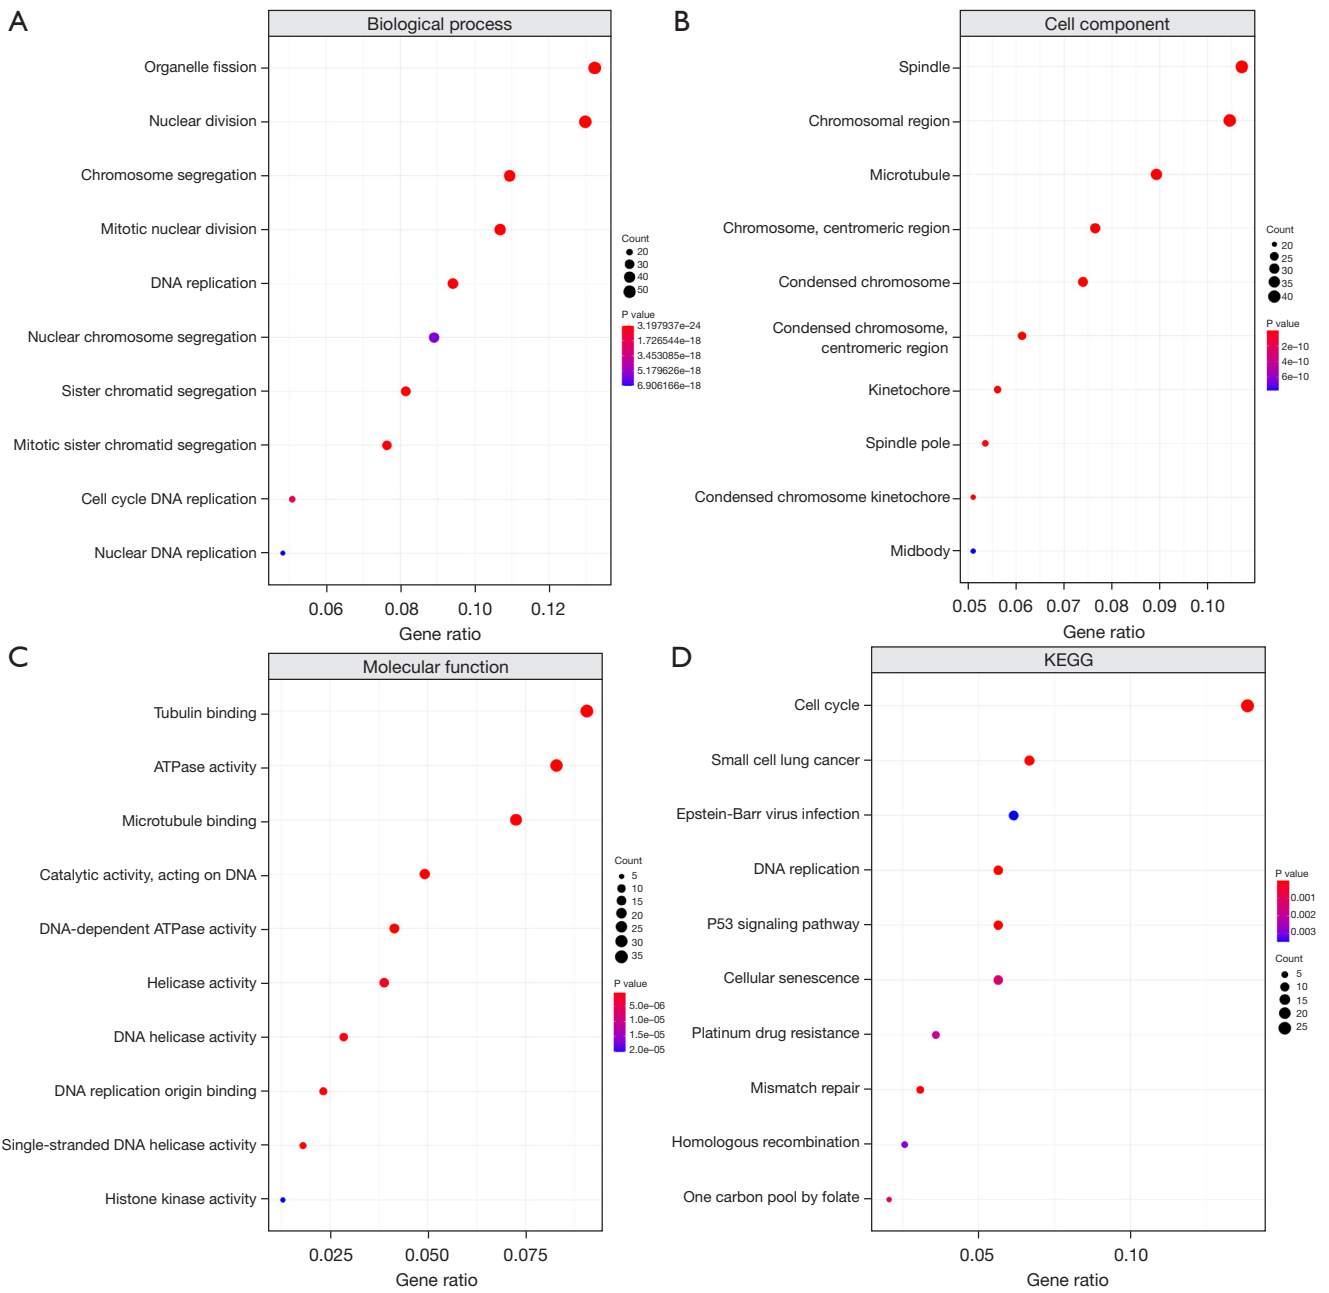 A
Biological process
Organelle fission
Nuclear division
Chromosome segregation
Mitotic nuclear division
DNA replication
Nuclear chromosome segregation
Sister chromatid segregation
Mitotic sister chromatid segregation
Cell cycle DNA replication
Nuclear DNA replication
0.06 0.08 0.10 0.12
Gene ratio
Count
20
30
40
50
P value
3.197937e–24
1.726544e–18
3.453085e–18
5.179626e–18
6.906166e–18
B
Cell component
Spindle
Chromosomal region
Microtubule
Chromosome, centromeric region
Condensed chromosome
Condensed chromosome,
centromeric region
Kinetochore
Spindle pole
Condensed chromosome kinetochore
Midbody
0.05 0.06 0.07 0.08 0.09 0.10
Gene ratio
Count
20
25
30
35
40
P value
2e–10
4e–10
6e–10
C
Molecular function
Tubulin binding
ATPase activity
Microtubule binding
Catalytic activity, acting on DNA
DNA-dependent ATPase activity
Helicase activity
DNA helicase activity
DNA replication origin binding
Single-stranded DNA helicase activity
Histone kinase activity
0.025 0.050 0.075
Gene ratio
Count
5
10
15
20
25
30
35
P value
5.0e–06
1.0e–05
1.5e–05
2.0e–05
D
KEGG
Cell cycle
Small cell lung cancer
Epstein-Barr virus infection
DNA replication
P53 signaling pathway
Cellular senescence
Platinum drug resistance
Mismatch repair
Homologous recombination
One carbon pool by folate
0.05 0.10
Gene ratio
P value
0.001
0.002
0.003
Count
5
10
15
20
25